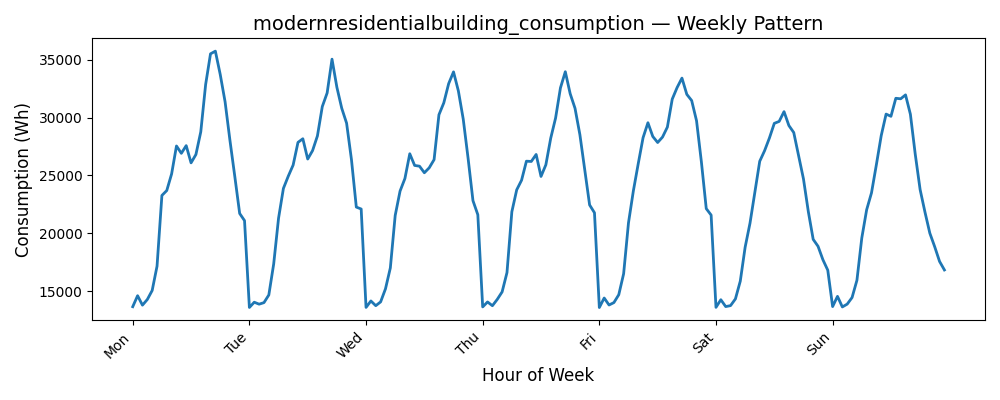 modernresidentialbuilding_consumption — Weekly Pattern
Consumption (Wh)
35000
30000
25000
20000
15000
Mon
Tue
Wed
Thu
Fri
Sat
Sun
Hour of Week